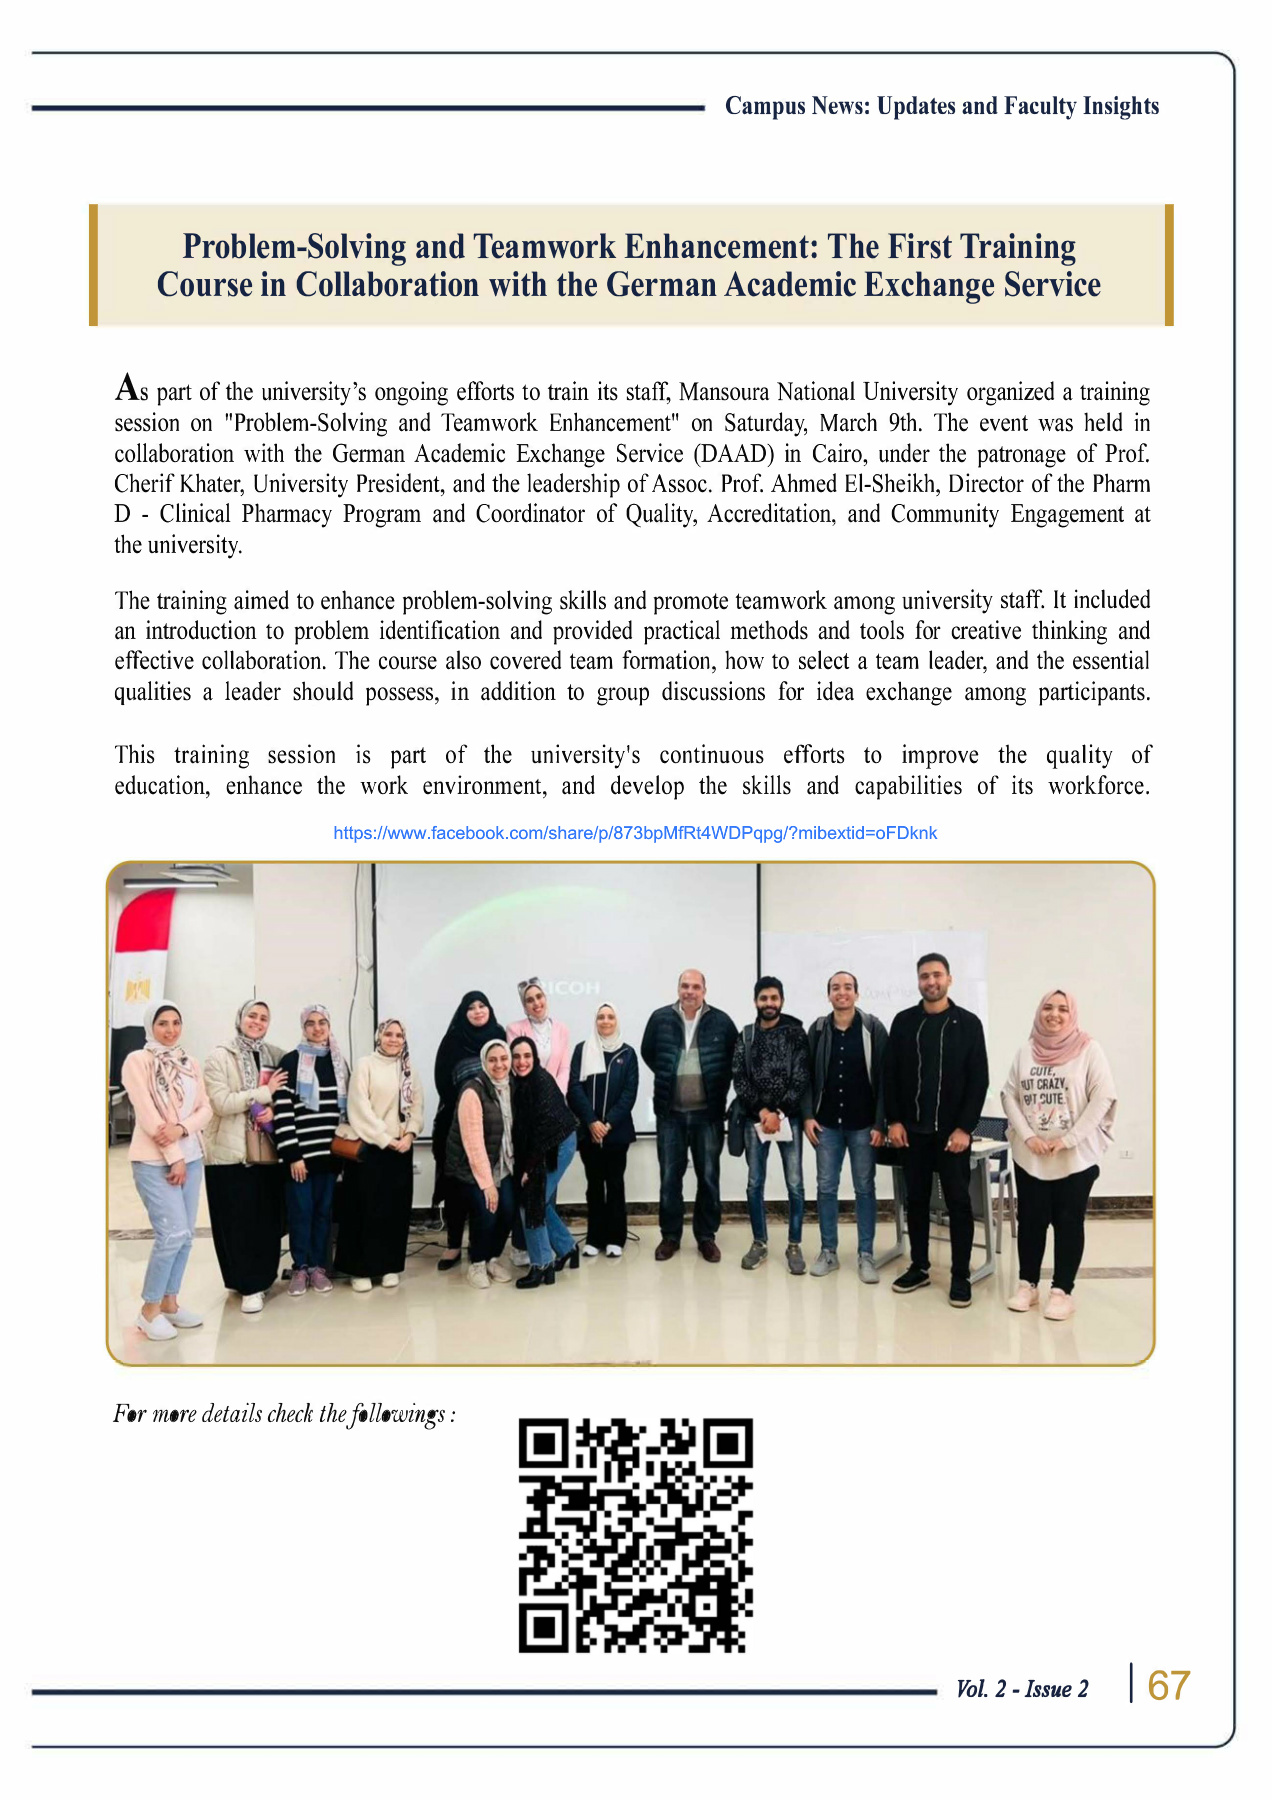 Campus News: Updates and Faculty Insights
Problem-Solving and Teamwork Enhancement: The First Training
Course in Collaboration with the German Academic Exchange Service
As part of the university’s ongoing efforts to train its staff, Mansoura National University organized a training
session on "Problem-Solving and Teamwork Enhancement" on Saturday, March 9th. The event was held in
collaboration with the German Academic Exchange Service (DAAD) in Cairo, under the patronage of Prof.
Cherif Khater, University President, and the leadership of Assoc. Prof. Ahmed El-Sheikh, Director of the Pharm
D - Clinical Pharmacy Program and Coordinator of Quality, Accreditation, and Community Engagement at
the university.
The training aimed to enhance problem-solving skills and promote teamwork among university staff. It included
an introduction to problem identification and provided practical methods and tools for creative thinking and
effective collaboration. The course also covered team formation, how to select a team leader, and the essential
qualities a leader should possess, in addition to group discussions for idea exchange among participants.
This training session is part of the university's continuous efforts to improve the quality of
education, enhance the work environment, and develop the skills and capabilities of its workforce.
https://www.facebook.com/share/p/873bpMfRt4WDPqpg/?mibextid=oFDknk
RICOH
CUTE,
BUT CRAZY,
BUT CUTE
For more details check the followings :
Vol. 2 - Issue 2
67